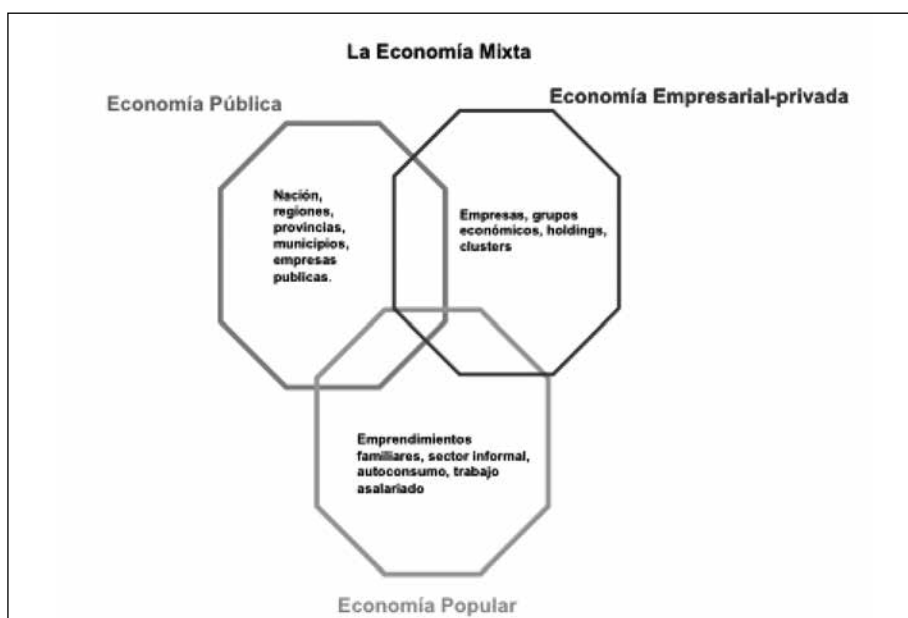 La Economía Mixta
Economía Pública
Economía Empresarial-privada
Nación,
regiones,
provincias,
municipios,
empresas
publicas.
Empresas, grupos
económicos, holdings,
clusters
Emprendimientos
familiares, sector informal,
autoconsumo, trabajo
asalariado
Economía Popular